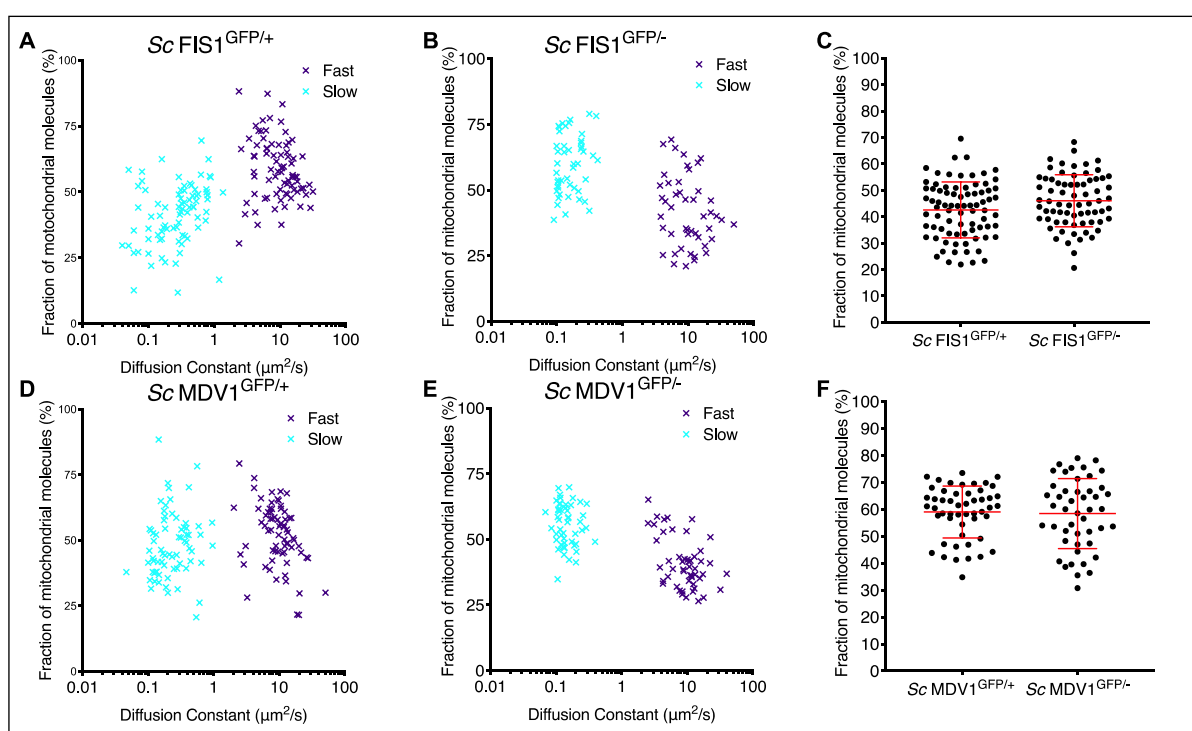 A
Sc FIS1GFP/+
Fraction of motochondrial molecules (%)
100
75
50
25
0
Fast
Slow
0.01 0.1 1 10 100
Diffusion Constant (µm²/s)
B
Sc FIS1GFP/-
Fraction of mitochondrial molecules (%)
100
75
50
25
0
Fast
Slow
0.01 0.1 1 10 100
Diffusion Constant (µm²/s)
C
Fraction of mitochondrial molecules (%)
100
90
80
70
60
50
40
30
20
10
0
Sc FIS1GFP/+ Sc FIS1GFP/-
D
Sc MDV1GFP/+
Fraction of mitochondrial molecules (%)
100
75
50
25
0
Fast
Slow
0.01 0.1 1 10 100
Diffusion Constant (µm²/s)
E
Sc MDV1GFP/-
Fraction of mitochondrial molecules (%)
100
75
50
25
0
Fast
Slow
0.01 0.1 1 10 100
Diffusion Constant (µm²/s)
F
Fraction of mitochondrial molecules (%)
100
90
80
70
60
50
40
30
20
10
0
Sc MDV1GFP/+ Sc MDV1GFP/-